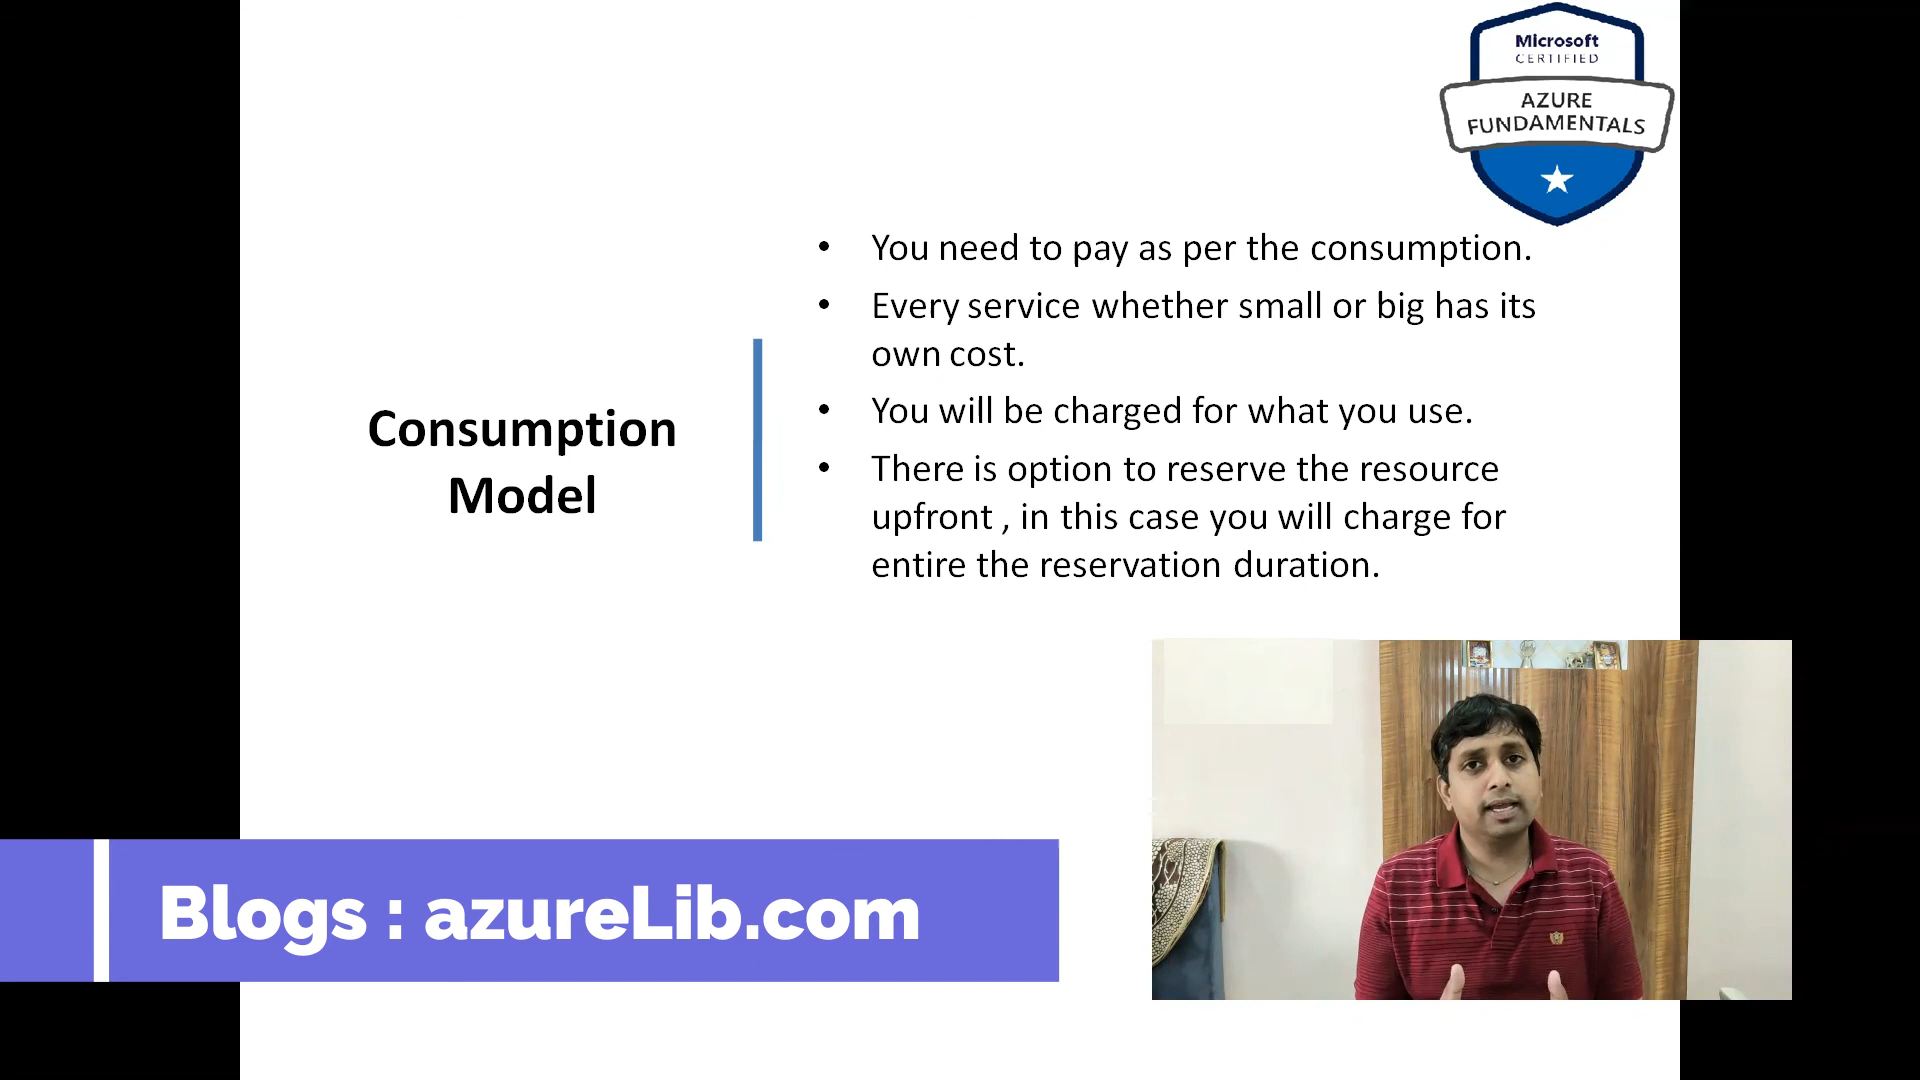 Microsoft
CERTIFIED
AZURE
FUNDAMENTALS
• You need to pay as per the consumption.
• Every service whether small or big has its
own cost.
• You will be charged for what you use.
• There is option to reserve the resource
upfront , in this case you will charge for
entire the reservation duration.
Consumption
Model
Blogs : azureLib.com